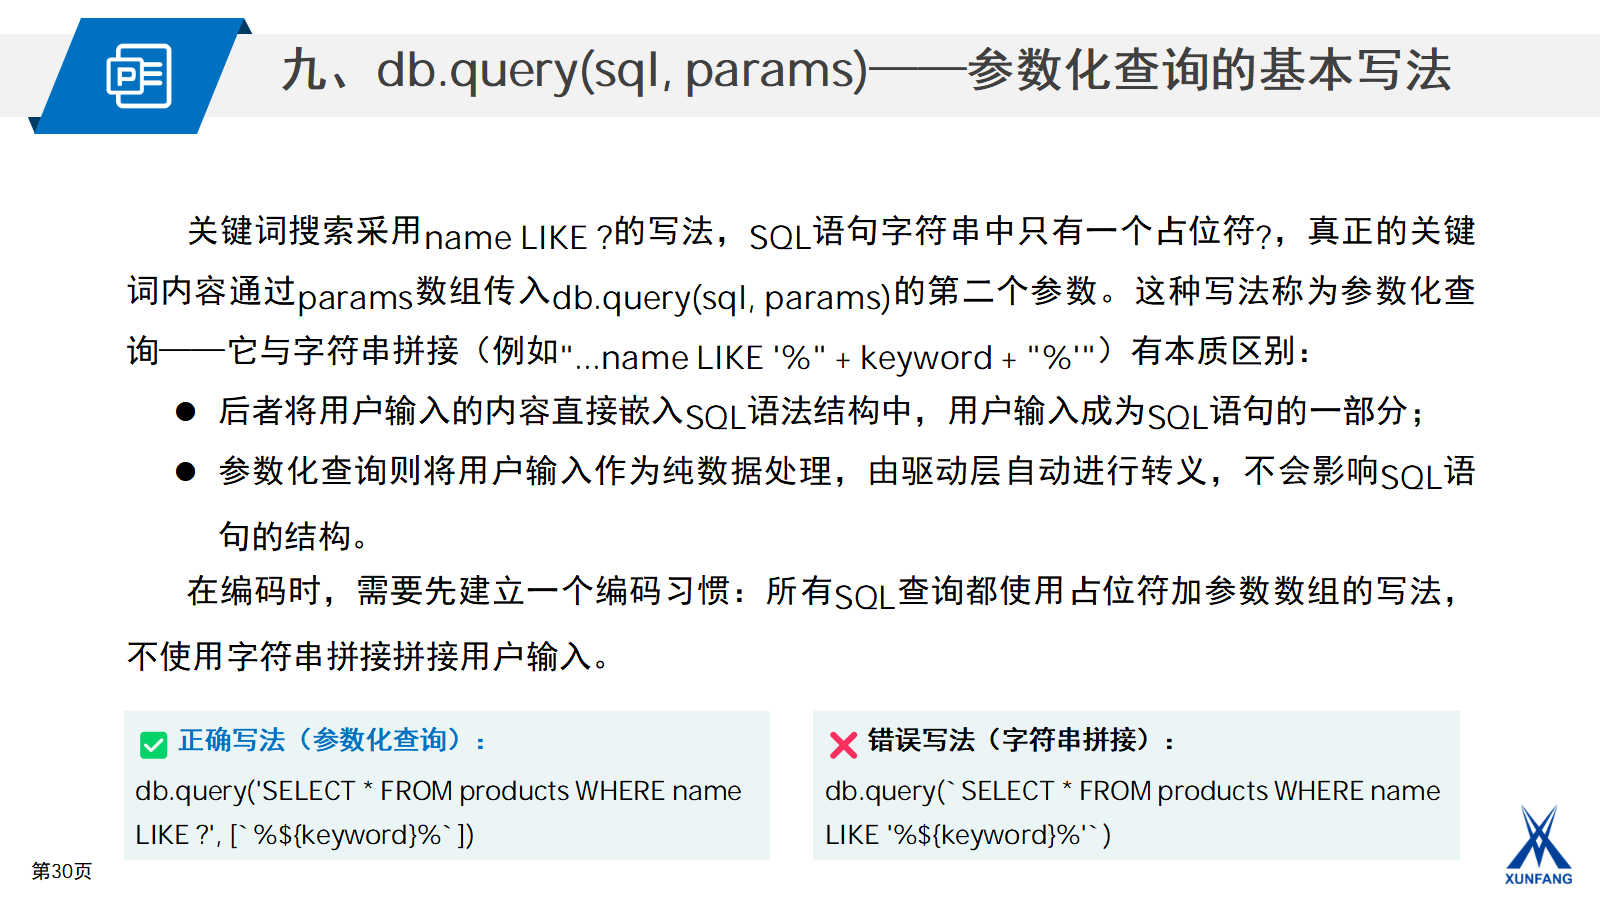 九、db.query(sql, params)——参数化查询的基本写法
关键词搜索采用name LIKE ?的写法，SQL语句字符串中只有一个占位符?，真正的关键
词内容通过params数组传入db.query(sql, params)的第二个参数。这种写法称为参数化查
询——它与字符串拼接（例如"...name LIKE '%" + keyword + "%'"）有本质区别：
● 后者将用户输入的内容直接嵌入SQL语法结构中，用户输入成为SQL语句的一部分；
● 参数化查询则将用户输入作为纯数据处理，由驱动层自动进行转义，不会影响SQL语
句的结构。
在编码时，需要先建立一个编码习惯：所有SQL查询都使用占位符加参数数组的写法，
不使用字符串拼接拼接用户输入。
✅ 正确写法（参数化查询）：
db.query('SELECT * FROM products WHERE name
LIKE ?', [`%${keyword}%`])
❌ 错误写法（字符串拼接）：
db.query(`SELECT * FROM products WHERE name
LIKE '%${keyword}%'`)
第30页
XUNFANG